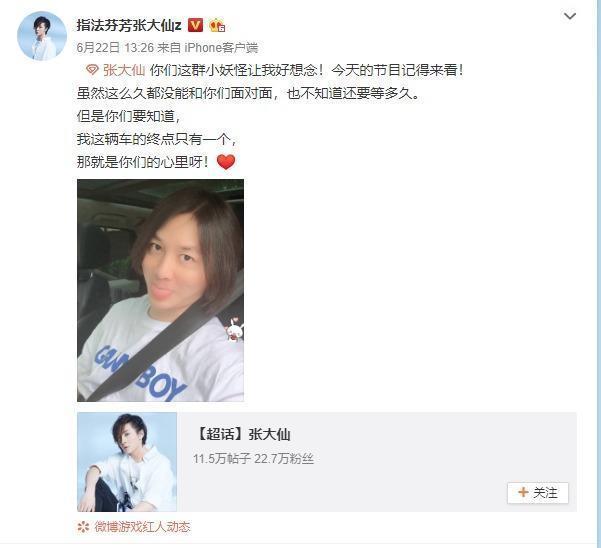 指法芬芳张大仙z
6月22日 13:26 来自 iPhone客户端
张大仙 你们这群小妖怪让我好想念！今天的节目记得来看！
虽然这么久都没能和你们面对面，也不知道还要等多久。
但是你们要知道，
我这辆车的终点只有一个，
那就是你们的心里呀！
GAME BOY
【超话】张大仙
11.5万帖子 22.7万粉丝
+ 关注
微博游戏红人动态